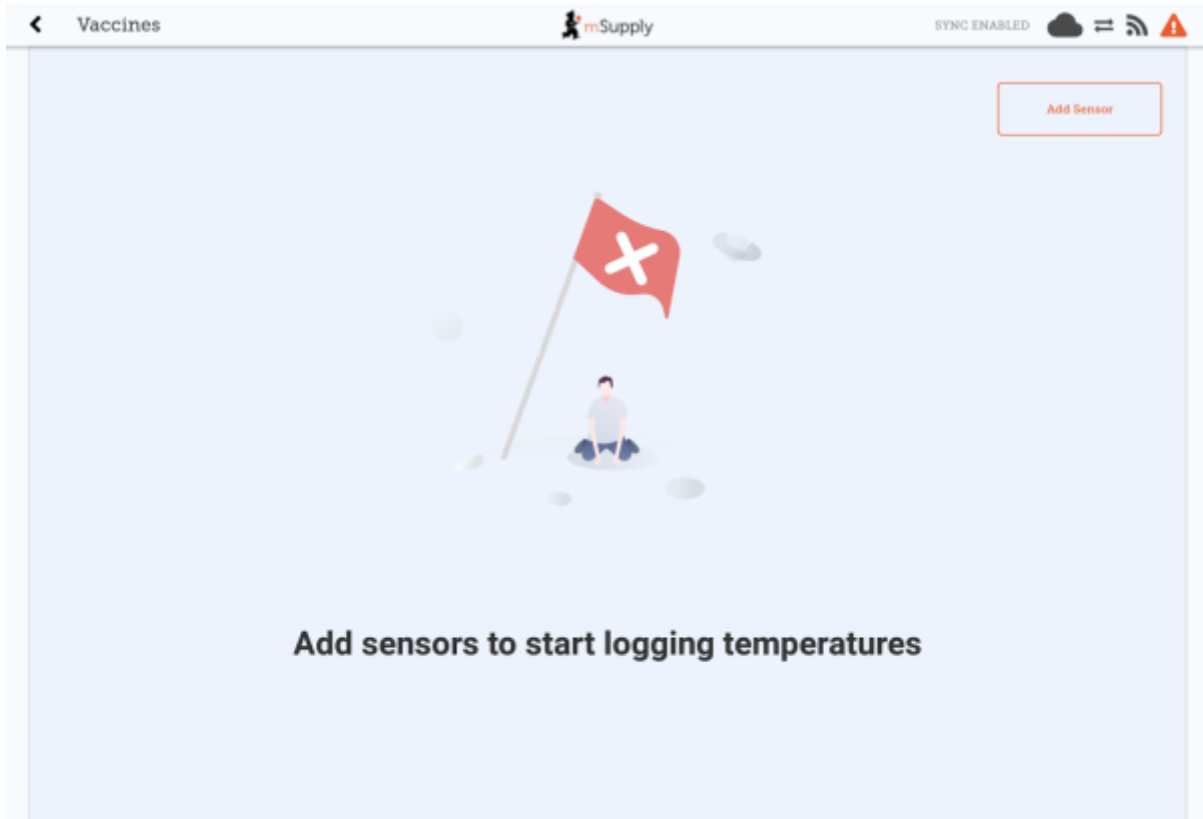 Vaccines
mSupply
SYNC ENABLED
Add Sensor
Add sensors to start logging temperatures